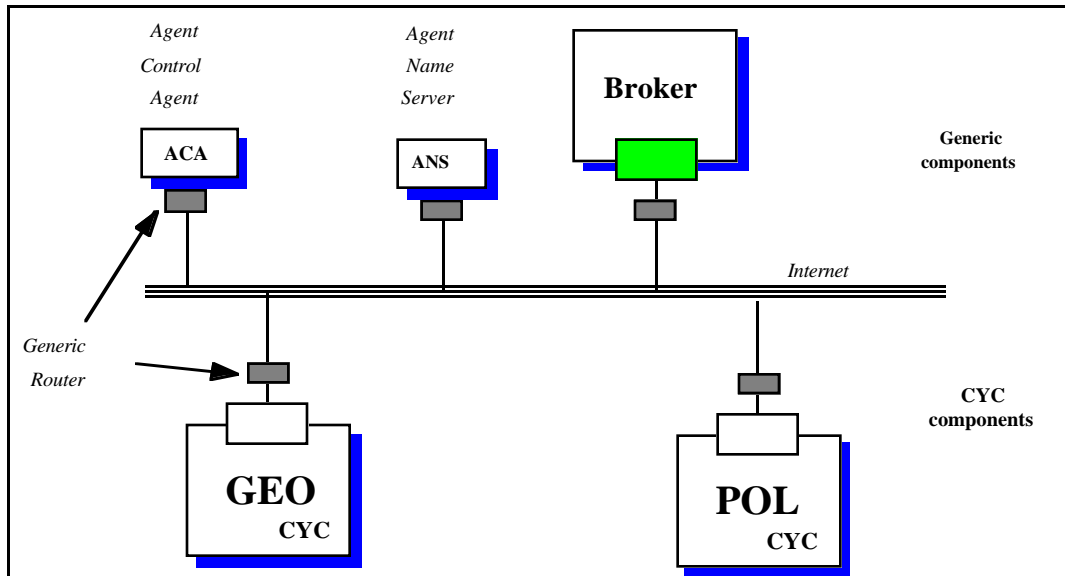 Agent
Control
Agent
Agent
Name
Server
Broker
ACA
ANS
Generic
components
Internet
Generic
Router
CYC
components
GEO
CYC
POL
CYC